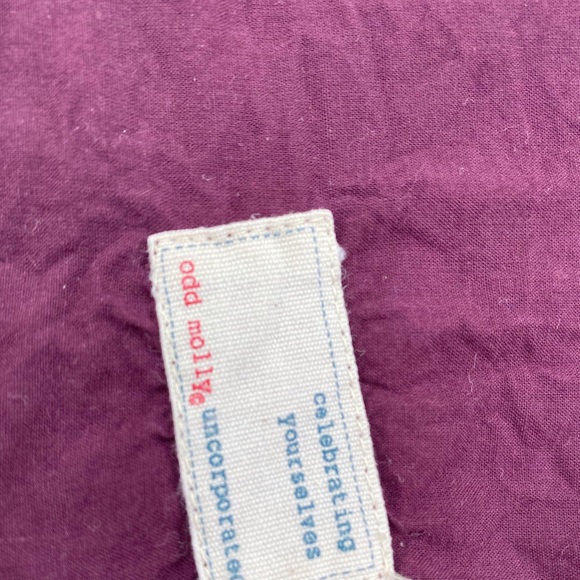 celebrating
yourselves
odd molly© uncorporated